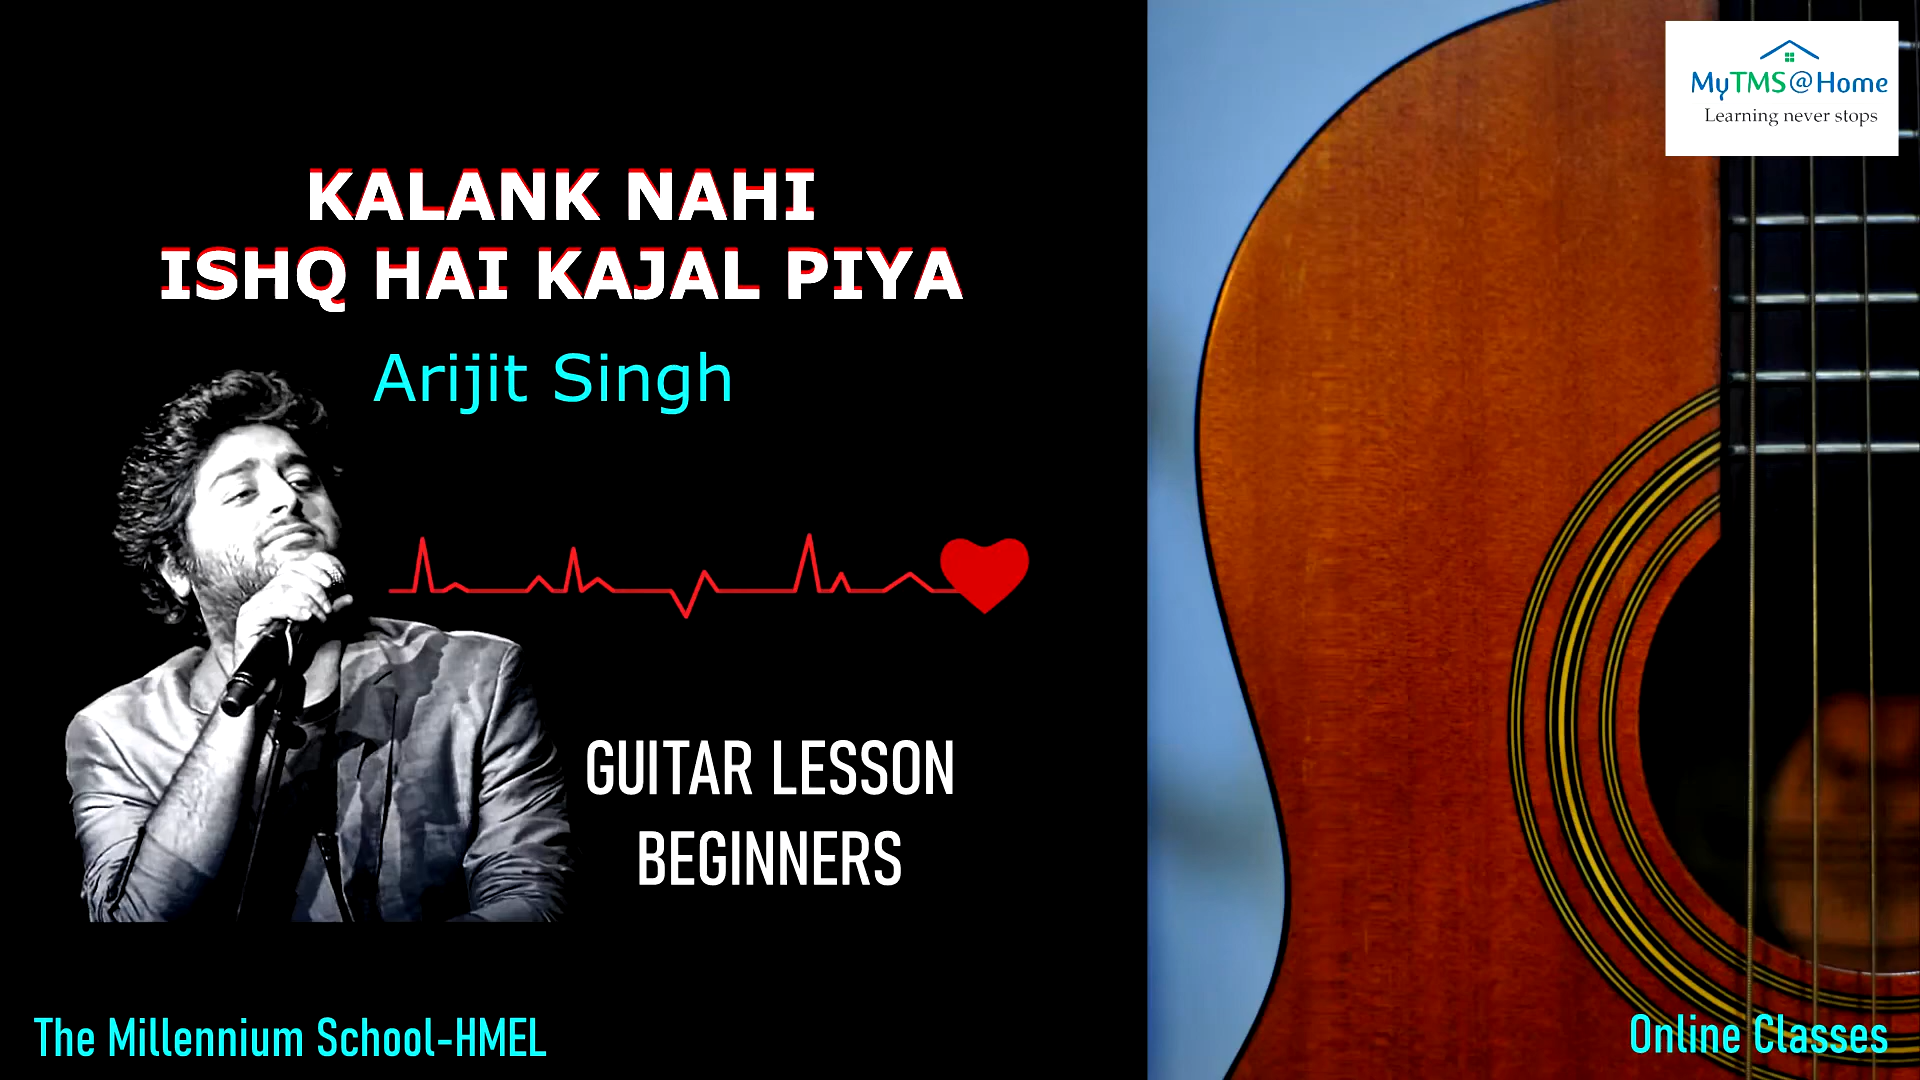 MyTMS@Home
Learning never stops
KALANK NAHI
ISHQ HAI KAJAL PIYA
Arijit Singh
GUITAR LESSON
BEGINNERS
The Millennium School-HMEL
Online Classes